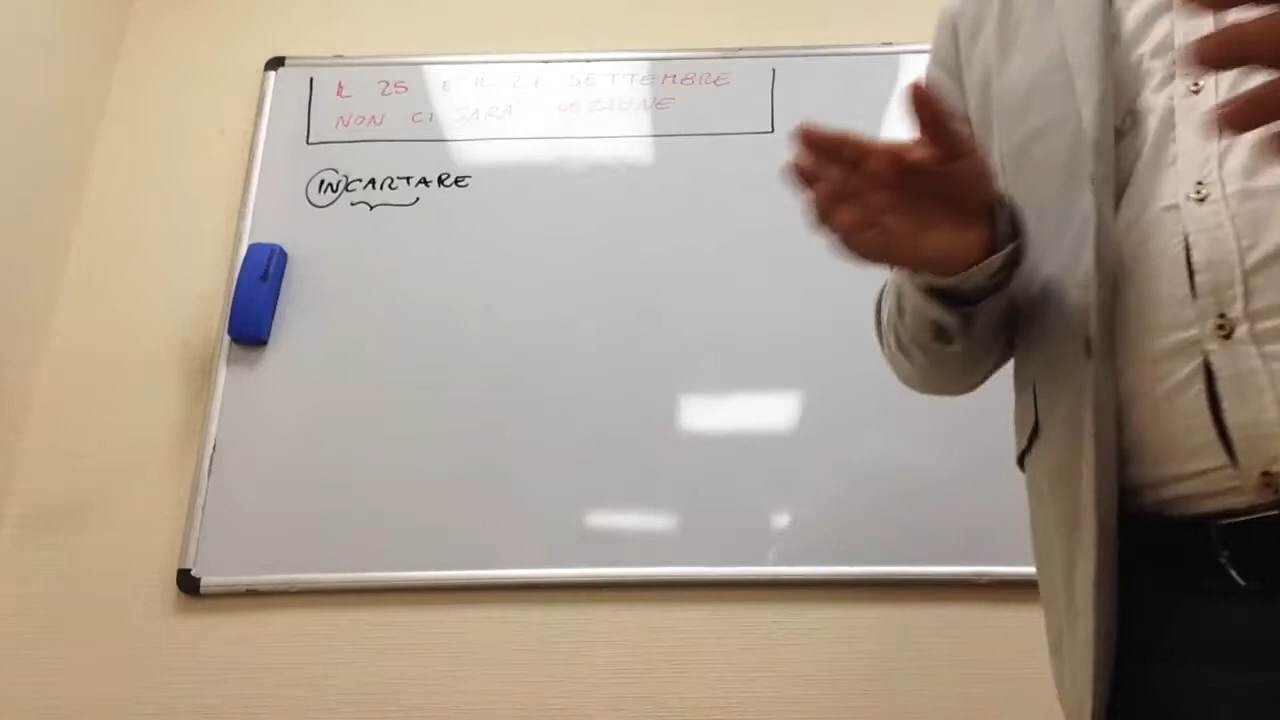 IL 25 E IL 27 SETTEMBRE
NON CI SARÀ LEZIONE
INCARTARE